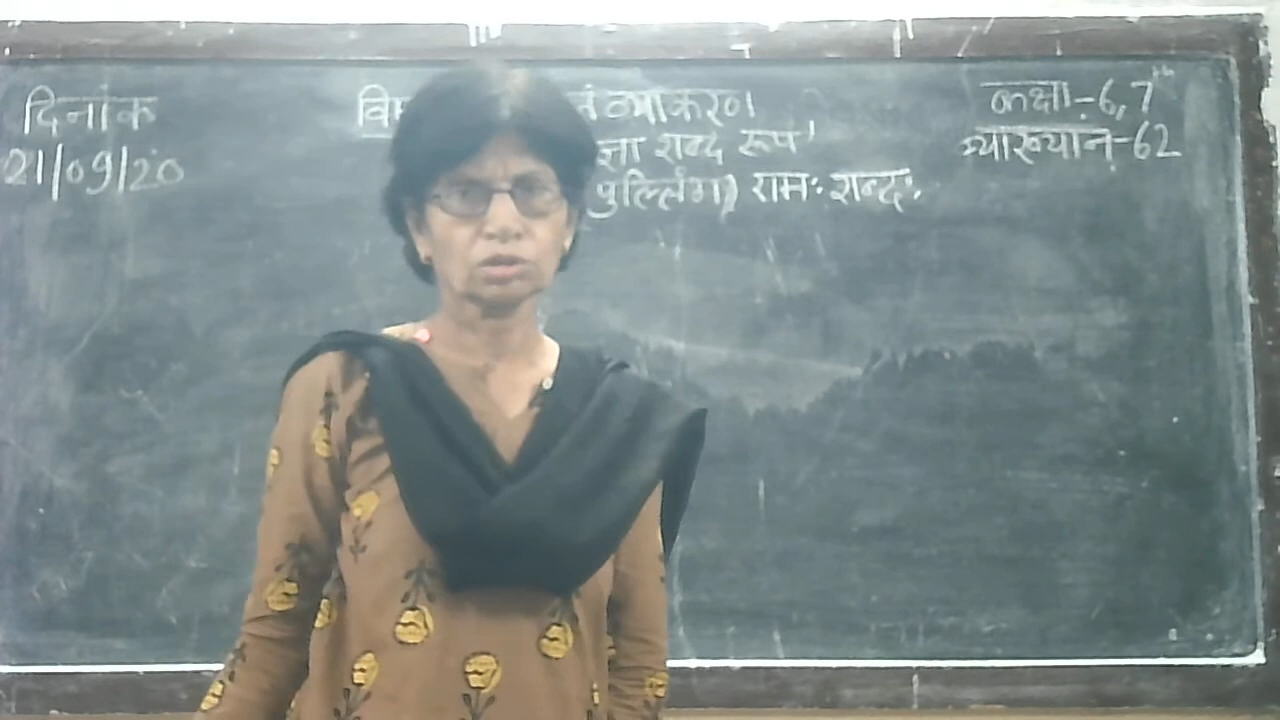 दिनांक
21/09/20
व्याकरण
शब्द रूप'
पुल्लिंग) रामः शब्दः
कक्षा-6,7th
व्याख्यान-62